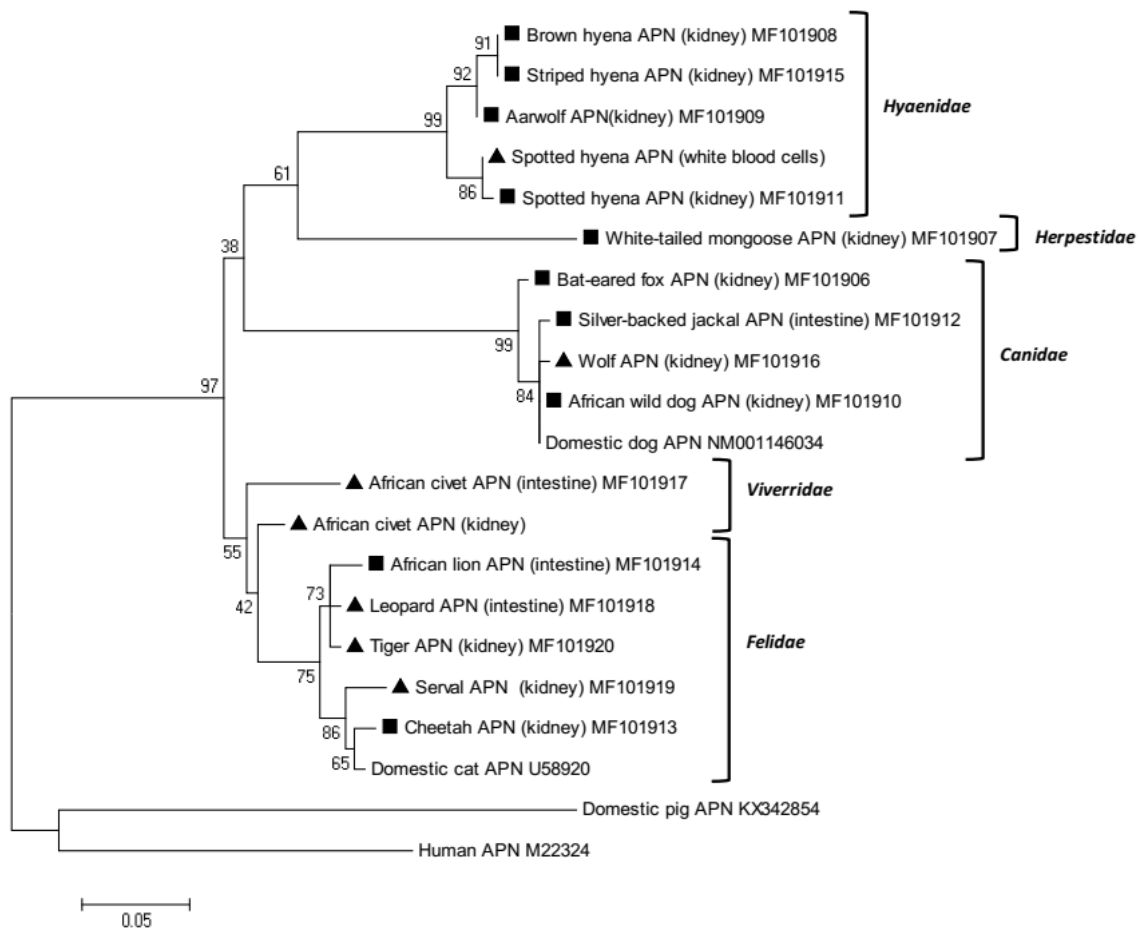 91
Brown hyena APN (kidney) MF101908
92
Striped hyena APN (kidney) MF101915
Hyaenidae
99
Aarwolf APN(kidney) MF101909
Spotted hyena APN (white blood cells)
61
86
Spotted hyena APN (kidney) MF101911
White-tailed mongoose APN (kidney) MF101907
Herpestidae
38
Bat-eared fox APN (kidney) MF101906
Silver-backed jackal APN (intestine) MF101912
99
Canidae
Wolf APN (kidney) MF101916
97
84
African wild dog APN (kidney) MF101910
Domestic dog APN NM001146034
African civet APN (intestine) MF101917
Viverridae
African civet APN (kidney)
55
African lion APN (intestine) MF101914
73
42
Leopard APN (intestine) MF101918
Tiger APN (kidney) MF101920
Felidae
75
Serval APN (kidney) MF101919
86
Cheetah APN (kidney) MF101913
65
Domestic cat APN U58920
Domestic pig APN KX342854
Human APN M22324
0.05